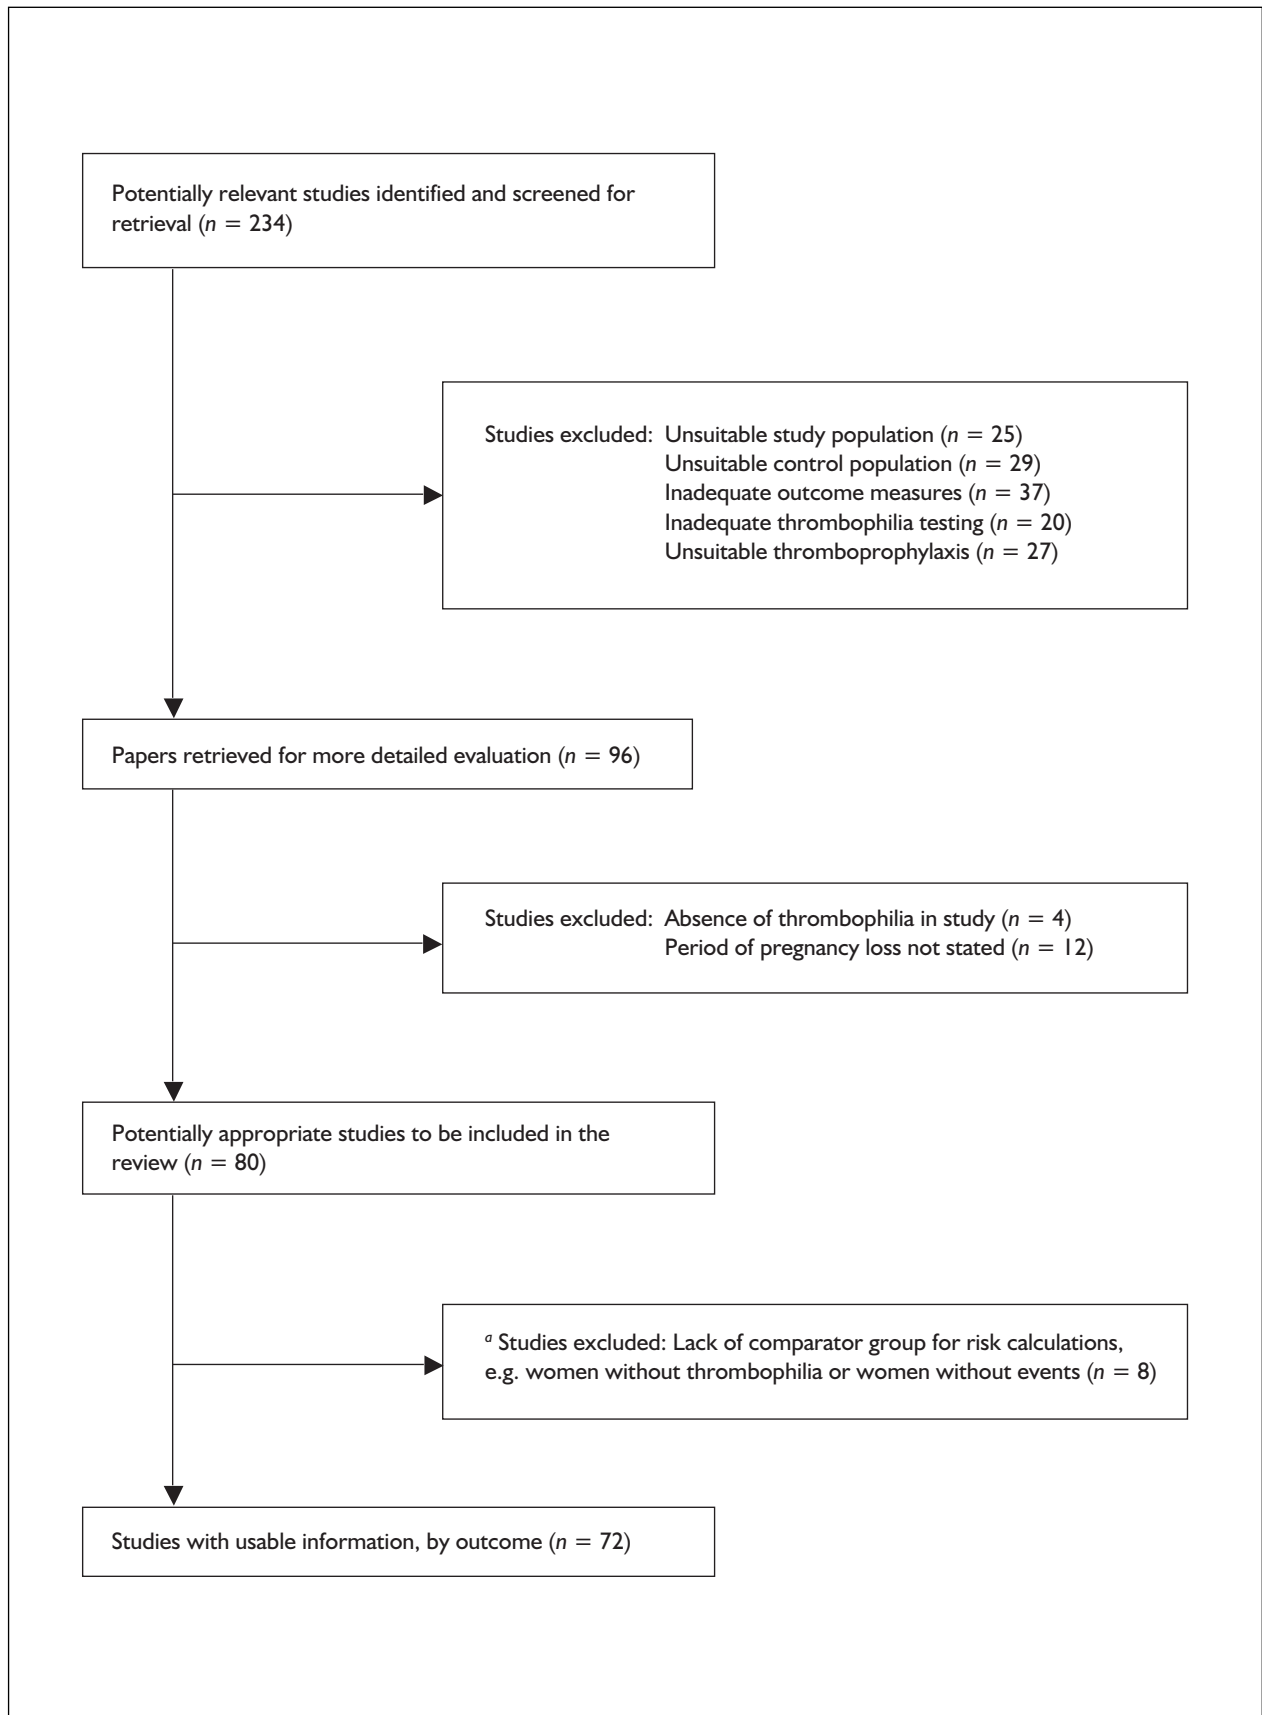 Potentially relevant studies identified and screened for
retrieval (n = 234)
Studies excluded: Unsuitable study population (n = 25)
Unsuitable control population (n = 29)
Inadequate outcome measures (n = 37)
Inadequate thrombophilia testing (n = 20)
Unsuitable thromboprophylaxis (n = 27)
Papers retrieved for more detailed evaluation (n = 96)
Studies excluded: Absence of thrombophilia in study (n = 4)
Period of pregnancy loss not stated (n = 12)
Potentially appropriate studies to be included in the
review (n = 80)
a Studies excluded: Lack of comparator group for risk calculations,
e.g. women without thrombophilia or women without events (n = 8)
Studies with usable information, by outcome (n = 72)